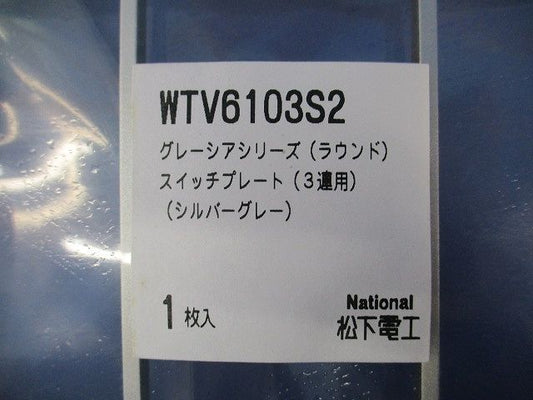 WTV6103S2
グレーシアシリーズ（ラウンド）
スイッチプレート（３連用）
（シルバーグレー）
1 枚入
National
松下電工